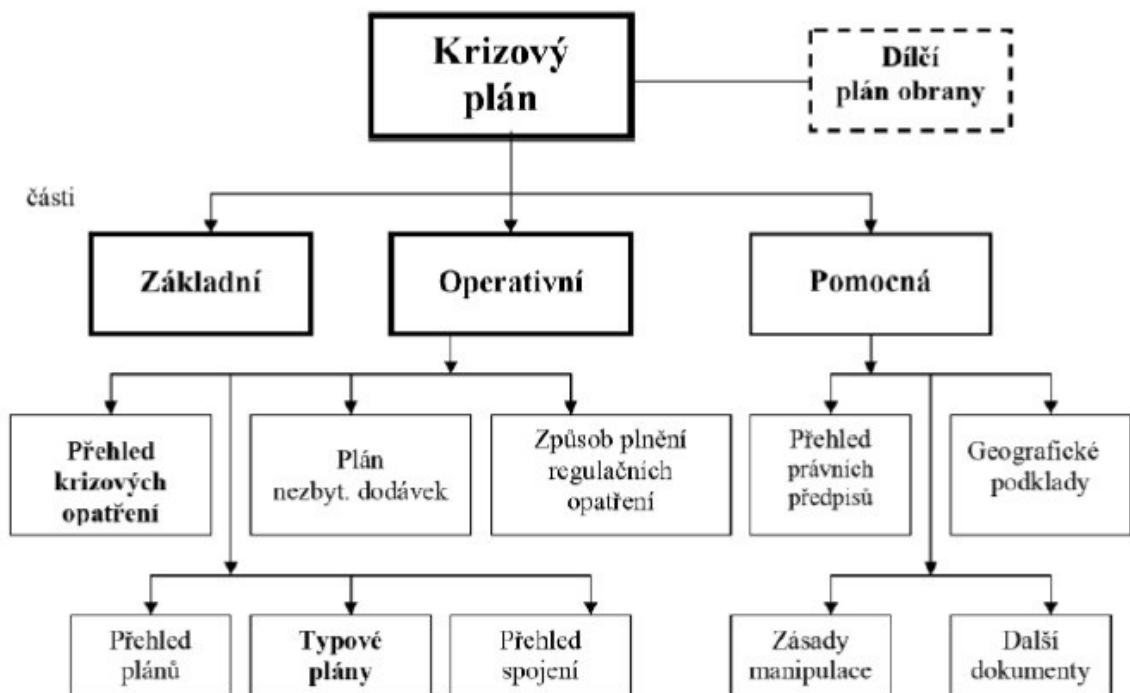 Krizový
plán
Dílčí
plán obrany
části
Základní
Operativní
Pomocná
Přehled
krizových
opatření
Plán
nezbyt. dodávek
Způsob plnění
regulačních
opatření
Přehled
právních
předpisů
Geografické
podklady
Přehled
plánů
Typové
plány
Přehled
spojení
Zásady
manipulace
Další
dokumenty